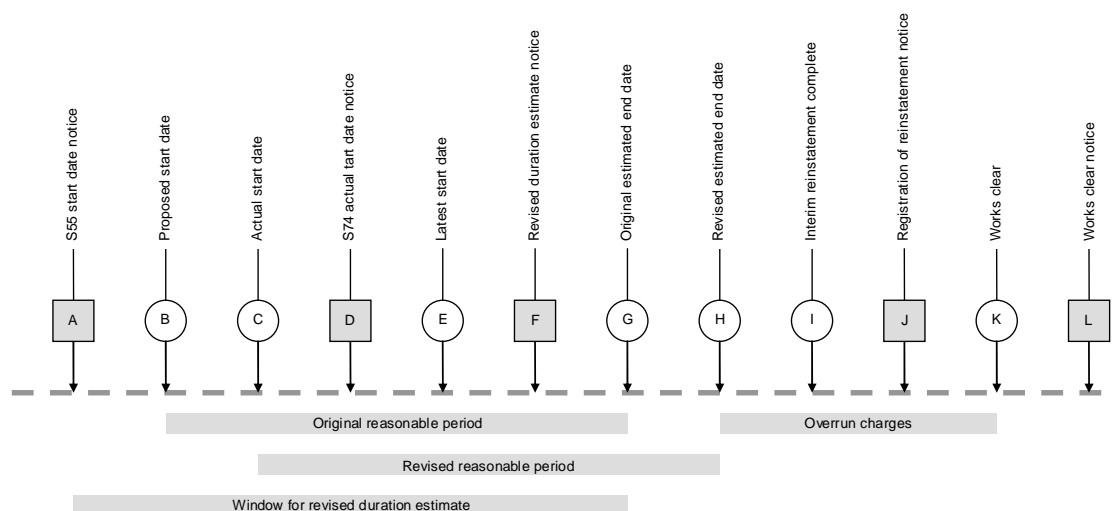 S55 start date notice
Proposed start date
Actual start date
S74 actual tart date notice
Latest start date
Revised duration estimate notice
Original estimated end date
Revised estimated end date
Interim reinstatement complete
Registration of reinstatement notice
Works clear
Works clear notice
A
B
C
D
E
F
G
H
I
J
K
L
Original reasonable period
Overrun charges
Revised reasonable period
Window for revised duration estimate